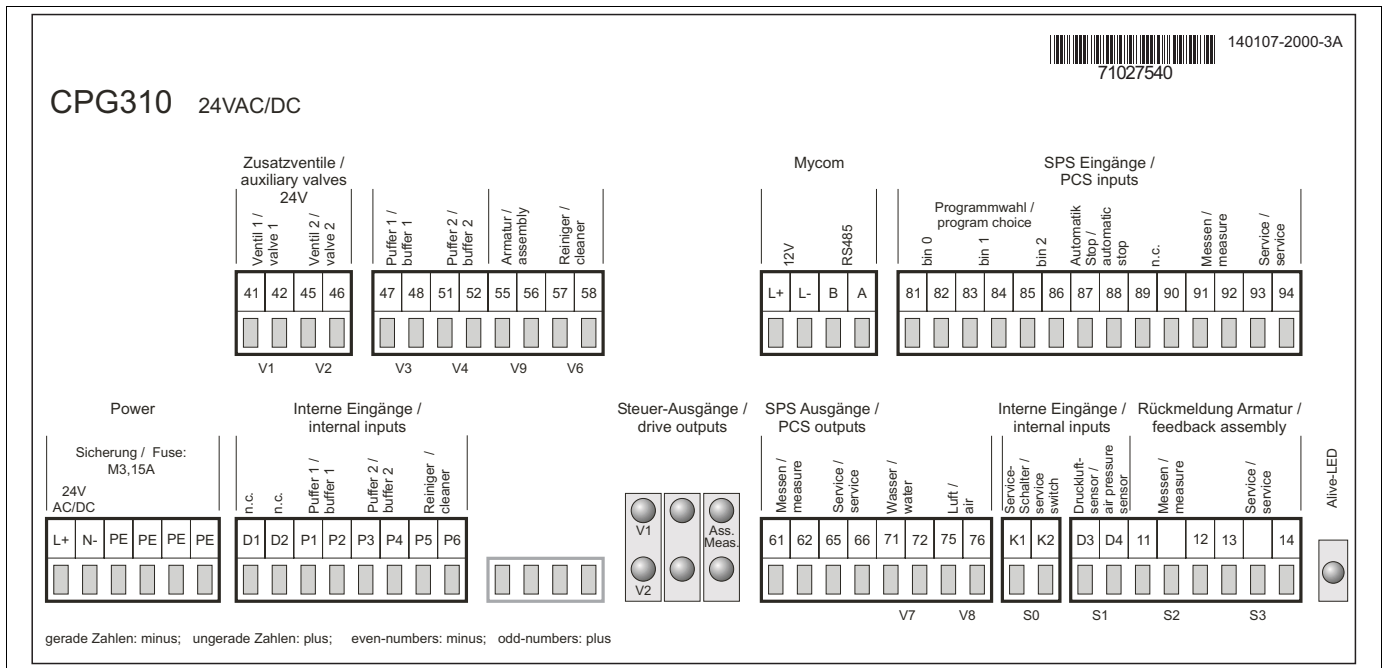 140107-2000-3A
71027540
CPG310 24VAC/DC
Zusatzventile /
auxiliary valves
24V
Ventil 1 /
valve 1
Ventil 2 /
valve 2
Puffer 1 /
buffer 1
Puffer 2 /
buffer 2
Armatur /
assembly
Reiniger /
cleaner
41 42 45 46
47 48 51 52 55 56 57 58
V1 V2
V3 V4 V9 V6
Mycom
12V
RS485
L+ L- B A
SPS Eingänge /
PCS inputs
Programmwahl /
program choice
bin 0
bin 1
bin 2
Automatik
Stop /
automatic
stop
n.c.
Messen /
measure
Service /
service
81 82 83 84 85 86 87 88 89 90 91 92 93 94
Power
Sicherung / Fuse:
M3,15A
24V
AC/DC
L+ N- PE PE PE PE
Interne Eingänge /
internal inputs
n.c.
n.c.
Puffer 1 /
buffer 1
Puffer 2 /
buffer 2
Reiniger /
cleaner
D1 D2 P1 P2 P3 P4 P5 P6
Steuer-Ausgänge /
drive outputs
V1
Ass.
Meas.
V2
SPS Ausgänge /
PCS outputs
Messen /
measure
Service /
service
Wasser /
water
Luft /
air
61 62 65 66 71 72 75 76
V7 V8
Interne Eingänge /
internal inputs
Service-
Schalter /
service
switch
Druckluft-
sensor /
air pressure
sensor
K1 K2
S0
Rückmeldung Armatur /
feedback assembly
Messen /
measure
Service /
service
D3 D4 11 12 13 14
S1 S2 S3
Alive-LED
gerade Zahlen: minus; ungerade Zahlen: plus; even-numbers: minus; odd-numbers: plus